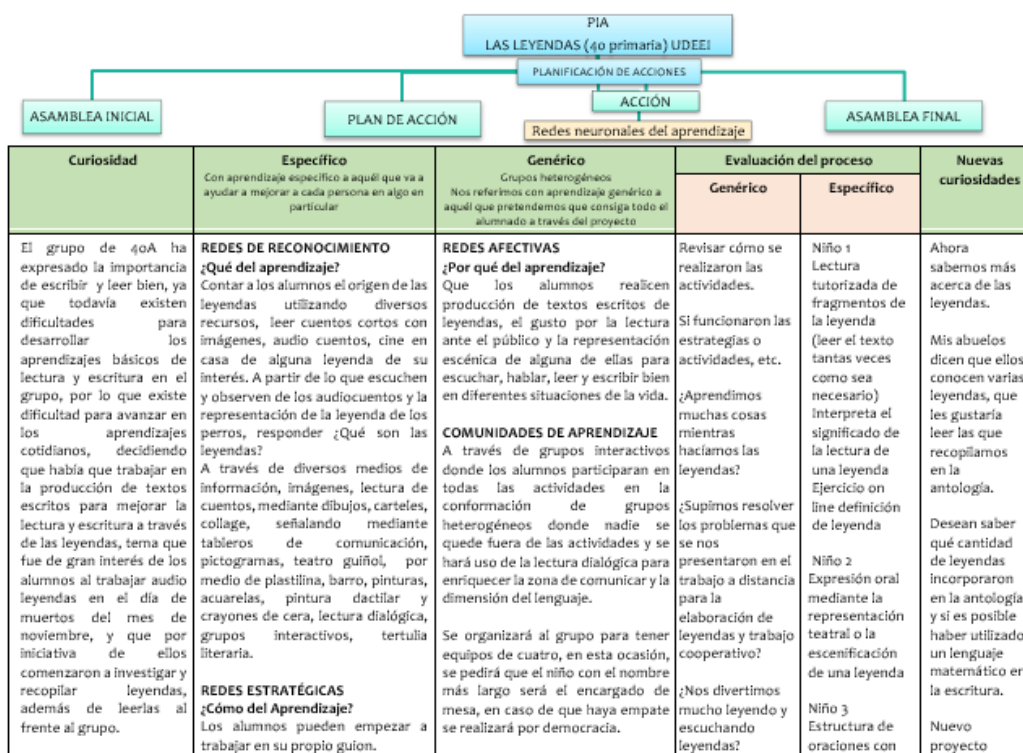 PIA
LAS LEYENDAS (4o primaria) UDEEI
PLANIFICACIÓN DE ACCIONES
ASAMBLEA INICIAL
PLAN DE ACCIÓN
ACCIÓN
Redes neuronales del aprendizaje
ASAMBLEA FINAL
Curiosidad
Específico
Con aprendizaje específico a aquél que va a
ayudar a mejorar a cada persona en algo en
particular
Genérico
Grupos heterogéneos
Nos referimos con aprendizaje genérico a
aquél que pretendemos que consiga todo el
alumnado a través del proyecto
Evaluación del proceso
Genérico
Específico
Nuevas
curiosidades
El grupo de 4oA ha
expresado la importancia
de escribir y leer bien, ya
que todavía existen
dificultades para
desarrollar los
aprendizajes básicos de
lectura y escritura en el
grupo, por lo que existe
dificultad para avanzar en
los aprendizajes
cotidianos, decidiendo
que había que trabajar en
la producción de textos
escritos para mejorar la
lectura y escritura a través
de las leyendas, tema que
fue de gran interés de los
alumnos al trabajar audio
leyendas en el día de
muertos del mes de
noviembre, y que por
iniciativa de ellos
comenzaron a investigar y
recopilar leyendas,
además de leerlas al
frente al grupo.
REDES DE RECONOCIMIENTO
¿Qué del aprendizaje?
Contar a los alumnos el origen de las
leyendas utilizando diversos
recursos, leer cuentos cortos con
imágenes, audio cuentos, cine en
casa de alguna leyenda de su
interés. A partir de lo que escuchen
y observen de los audiocuentos y la
representación de la leyenda de los
perros, responder ¿Qué son las
leyendas?
A través de diversos medios de
información, imágenes, lectura de
cuentos, mediante dibujos, carteles,
collage, señalando mediante
tableros de comunicación,
pictogramas, teatro guiñol, por
medio de plastilina, barro, pinturas,
acuarelas, pintura dactilar y
crayones de cera, lectura dialógica,
grupos interactivos, tertulia
literaria.
REDES ESTRATÉGICAS
¿Cómo del Aprendizaje?
Los alumnos pueden empezar a
trabajar en su propio guion.
REDES AFECTIVAS
¿Por qué del aprendizaje?
Que los alumnos realicen
producción de textos escritos de
leyendas, el gusto por la lectura
ante el público y la representación
escénica de alguna de ellas para
escuchar, hablar, leer y escribir bien
en diferentes situaciones de la vida.
COMUNIDADES DE APRENDIZAJE
A través de grupos interactivos
donde los alumnos participaran en
todas las actividades en la
conformación de grupos
heterogéneos donde nadie se
quede fuera de las actividades y se
hará uso de la lectura dialógica para
enriquecer la zona de comunicar y la
dimensión del lenguaje.
Se organizará al grupo para tener
equipos de cuatro, en esta ocasión,
se pedirá que el niño con el nombre
más largo será el encargado de
mesa, en caso de que haya empate
se realizará por democracia.
Revisar cómo se
realizaron las
actividades.
Si funcionaron las
estrategias o
actividades, etc.
¿Aprendimos
muchas cosas
mientras
hacíamos las
leyendas?
¿Supimos resolver
los problemas que
se nos
presentaron en el
trabajo a distancia
para la
elaboración de
leyendas y trabajo
cooperativo?
¿Nos divertimos
mucho leyendo y
escuchando
leyendas?
Niño 1
Lectura
tutorizada de
fragmentos de
la leyenda
(leer el texto
tantas veces
como sea
necesario)
Interpreta el
significado de
la lectura de
una leyenda
Ejercicio on
line definición
de leyenda
Niño 2
Expresión oral
mediante la
representación
teatral o la
escenificación
de una leyenda
Niño 3
Estructura de
oraciones con
Ahora
sabemos más
acerca de las
leyendas.
Mis abuelos
dicen que ellos
conocen varias
leyendas, que
les gustaría
leer las que
recopilamos
en la
antología.
Desean saber
qué cantidad
de leyendas
incorporaron
en la antología
y si es posible
haber utilizado
un lenguaje
matemático en
la escritura.
Nuevo
proyecto